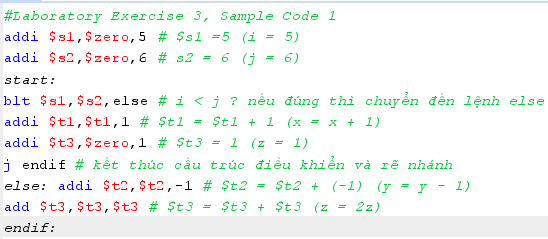 #Laboratory Exercise 3, Sample Code 1
addi $s1,$zero,5 # $s1 =5 (i = 5)
addi $s2,$zero,6 # s2 = 6 (j = 6)
start:
blt $s1,$s2,else # i < j ? nếu đúng thì chuyển đến lệnh else
addi $t1,$t1,1 # $t1 = $t1 + 1 (x = x + 1)
addi $t3,$zero,1 # $t3 = 1 (z = 1)
j endif # kết thúc cấu trúc điều khiển và rẽ nhánh
else: addi $t2,$t2,-1 # $t2 = $t2 + (-1) (y = y - 1)
add $t3,$t3,$t3 # $t3 = $t3 + $t3 (z = 2z)
endif: